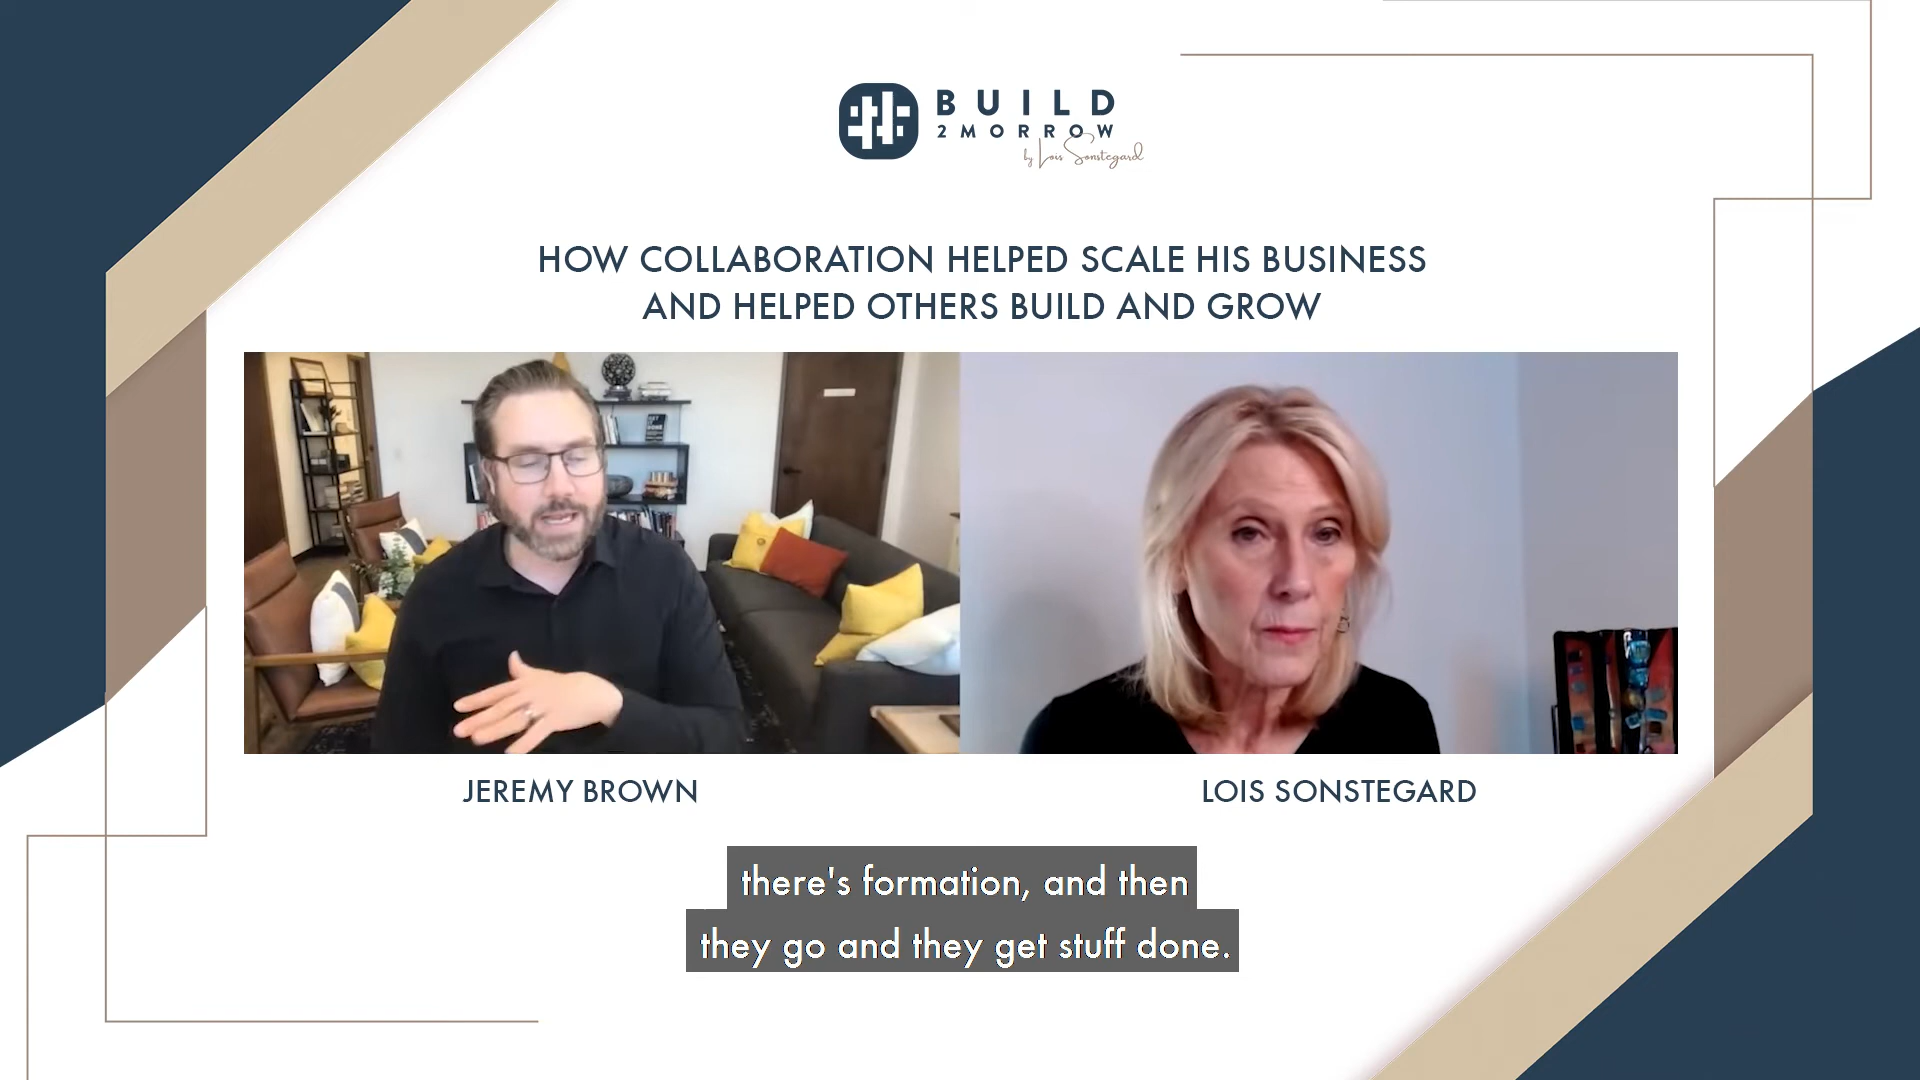 BUILD
2MORROW
by Lois Sonstegard
HOW COLLABORATION HELPED SCALE HIS BUSINESS
AND HELPED OTHERS BUILD AND GROW
JEREMY BROWN
LOIS SONSTEGARD
there's formation, and then
they go and they get stuff done.